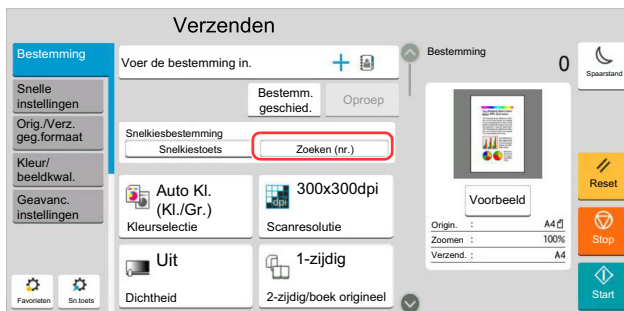 Verzenden
Bestemming
Snelle
instellingen
Orig./Verz.
geg.formaat
Kleur/
beeldkwal.
Geavanc.
instellingen
Favorieten
Sn.toets
Voer de bestemming in.
Bestemm.
geschied.
Oproep
Snelkiesbestemming
Snelkiestoets
Zoeken (nr.)
Auto Kl.
(Kl./Gr.)
Kleurselectie
dpi
300x300dpi
Scanresolutie
Uit
Dichtheid
1-zijdig
2-zijdig/boek origineel
Bestemming
0
Voorbeeld
Origin. : A4
Zoomen : 100%
Verzend. : A4
Spaarstand
Reset
Stop
Start